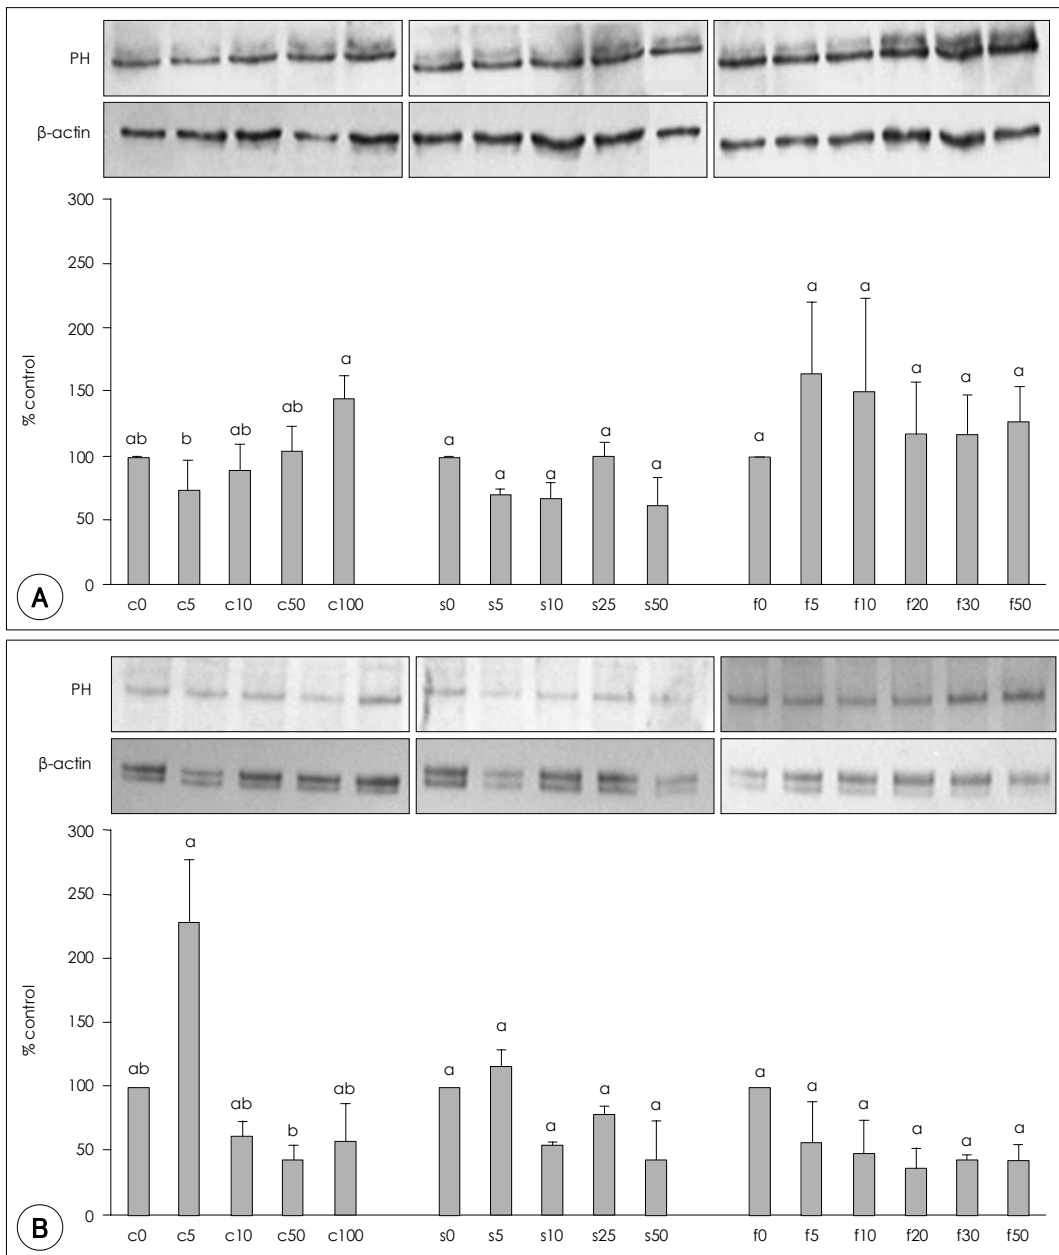 PH
β-actin
300
250
200
150
100
50
0
% control
ab b ab ab a
a a a a a
a a a a a a
c0 c5 c10 c50 c100 s0 s5 s10 s25 s50 f0 f5 f10 f20 f30 f50
A
PH
β-actin
300
250
200
150
100
50
0
% control
ab a ab b ab
a a a a a
a a a a a a
c0 c5 c10 c50 c100 s0 s5 s10 s25 s50 f0 f5 f10 f20 f30 f50
B